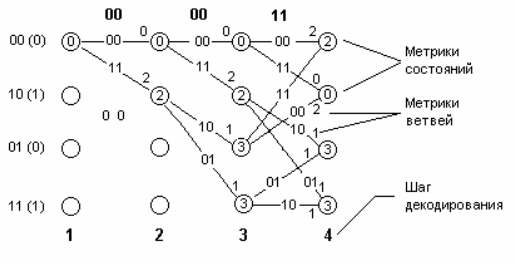 00 00 11
00 (0) 0 00 0 0 00 0 0 00 2 2
11 11 11 Метрики состояний
2 2 0
10 (1) 2 2 0
00 2 Метрики ветвей
0 0 10 1 11 10 1
01 (0) 3 1 3
01 01 01
1 1 Шаг декодирования
11 (1) 3 10 1 3
1 2 3 4